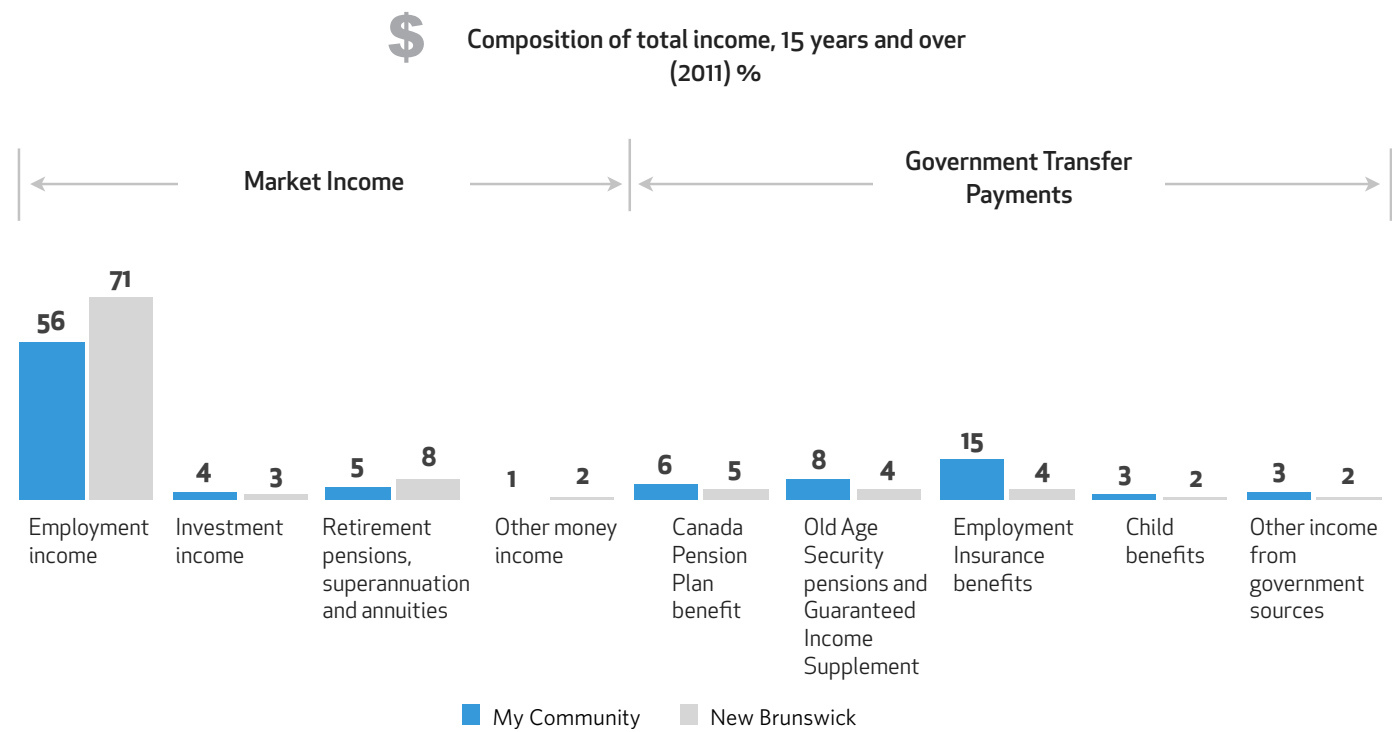 $
Composition of total income, 15 years and over
(2011) %
Market Income
Government Transfer
Payments
56
71
4
3
5
8
1
2
6
5
8
4
15
4
3
2
3
2
Employment
income
Investment
income
Retirement
pensions,
superannuation
and annuities
Other money
income
Canada
Pension
Plan
benefit
Old Age
Security
pensions and
Guaranteed
Income
Supplement
Employment
Insurance
benefits
Child
benefits
Other income
from
government
sources
My Community
New Brunswick